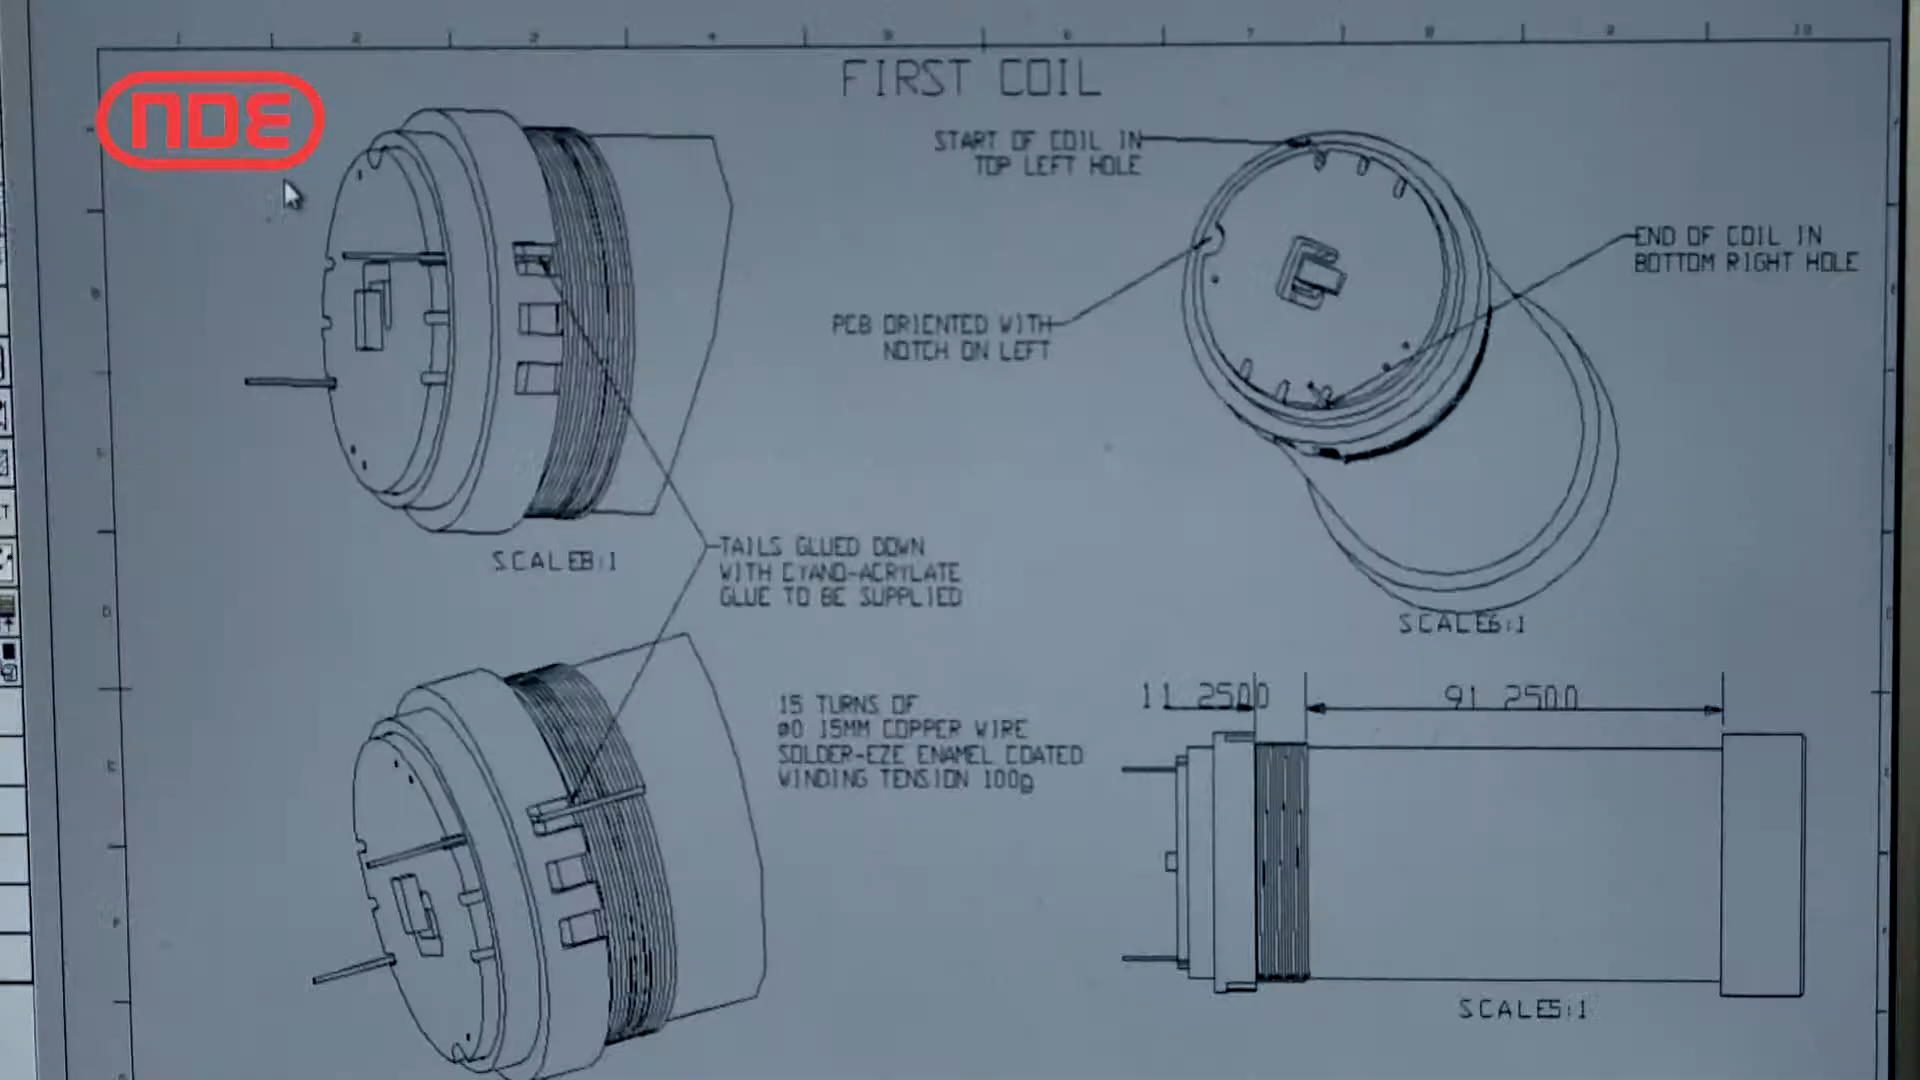 NDE
FIRST COIL
START OF COIL IN
TOP LEFT HOLE
END OF COIL IN
BOTTOM RIGHT HOLE
PCB ORIENTED WITH
NOTCH ON LEFT
SCALE8:1
TAILS GLUED DOWN
WITH CYANO-ACRYLATE
GLUE TO BE SUPPLIED
SCALE6:1
15 TURNS OF
ø0.15MM COPPER WIRE
SOLDER-EZE ENAMEL COATED
WINDING TENSION 100g
11.2500
91.2500
SCALE5:1